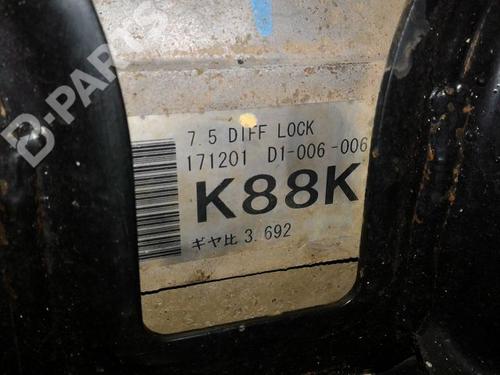 B-PARTS
7.5 DIFF LOCK
171201 D1-006-006
K88K
ギヤ比 3.692